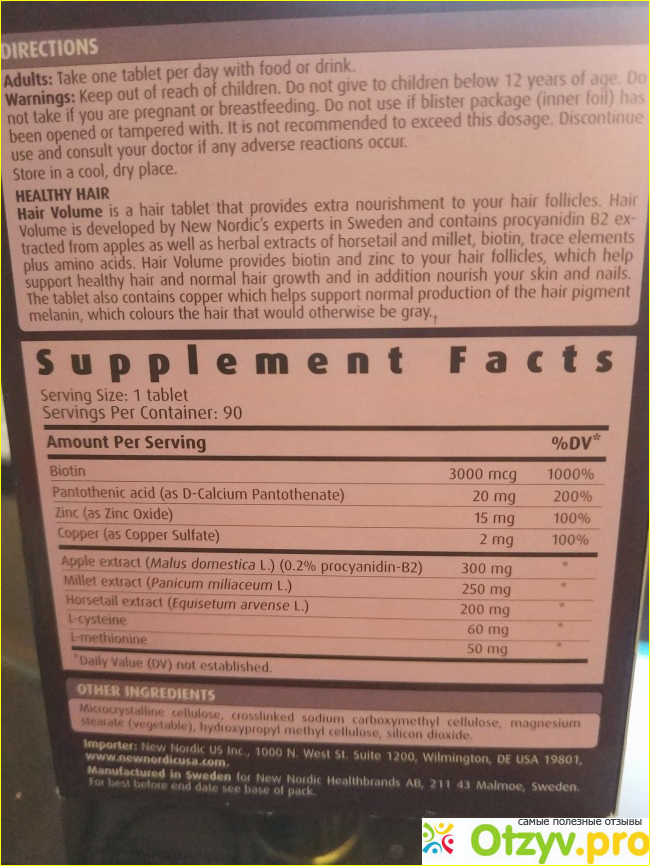 DIRECTIONS
Adults: Take one tablet per day with food or drink.
Warnings: Keep out of reach of children. Do not give to children below 12 years of age. Do
not take if you are pregnant or breastfeeding. Do not use if blister package (inner foil) has
been opened or tampered with. It is not recommended to exceed this dosage. Discontinue
use and consult your doctor if any adverse reactions occur.
Store in a cool, dry place.
HEALTHY HAIR
Hair Volume is a hair tablet that provides extra nourishment to your hair follicles. Hair
Volume is developed by New Nordic's experts in Sweden and contains procyanidin B2 ex-
tracted from apples as well as herbal extracts of horsetail and millet, biotin, trace elements
plus amino acids. Hair Volume provides biotin and zinc to your hair follicles, which help
support healthy hair and normal hair growth and in addition nourish your skin and nails.
The tablet also contains copper which helps support normal production of the hair pigment
melanin, which colours the hair that would otherwise be gray.†
Supplement Facts
Serving Size: 1 tablet
Servings Per Container: 90
Amount Per Serving %DV*
Biotin 3000 mcg 1000%
Pantothenic acid (as D-Calcium Pantothenate) 20 mg 200%
Zinc (as Zinc Oxide) 15 mg 100%
Copper (as Copper Sulfate) 2 mg 100%
Apple extract (Malus domestica L.) (0.2% procyanidin-B2) 300 mg *
Millet extract (Panicum miliaceum L.) 250 mg *
Horsetail extract (Equisetum arvense L.) 200 mg *
L-cysteine 60 mg *
L-methionine 50 mg *
*Daily Value (DV) not established.
OTHER INGREDIENTS
Microcrystalline cellulose, crosslinked sodium carboxymethyl cellulose, magnesium
stearate (vegetable), hydroxypropyl methyl cellulose, silicon dioxide.
Importer: New Nordic US Inc., 1000 N. West St. Suite 1200, Wilmington, DE USA 19801,
www.newnordicusa.com.
Manufactured in Sweden for New Nordic Healthbrands AB, 211 43 Malmoe, Sweden.
For best before end date see base of pack.
самые полезные отзывы
Otzyv.pro